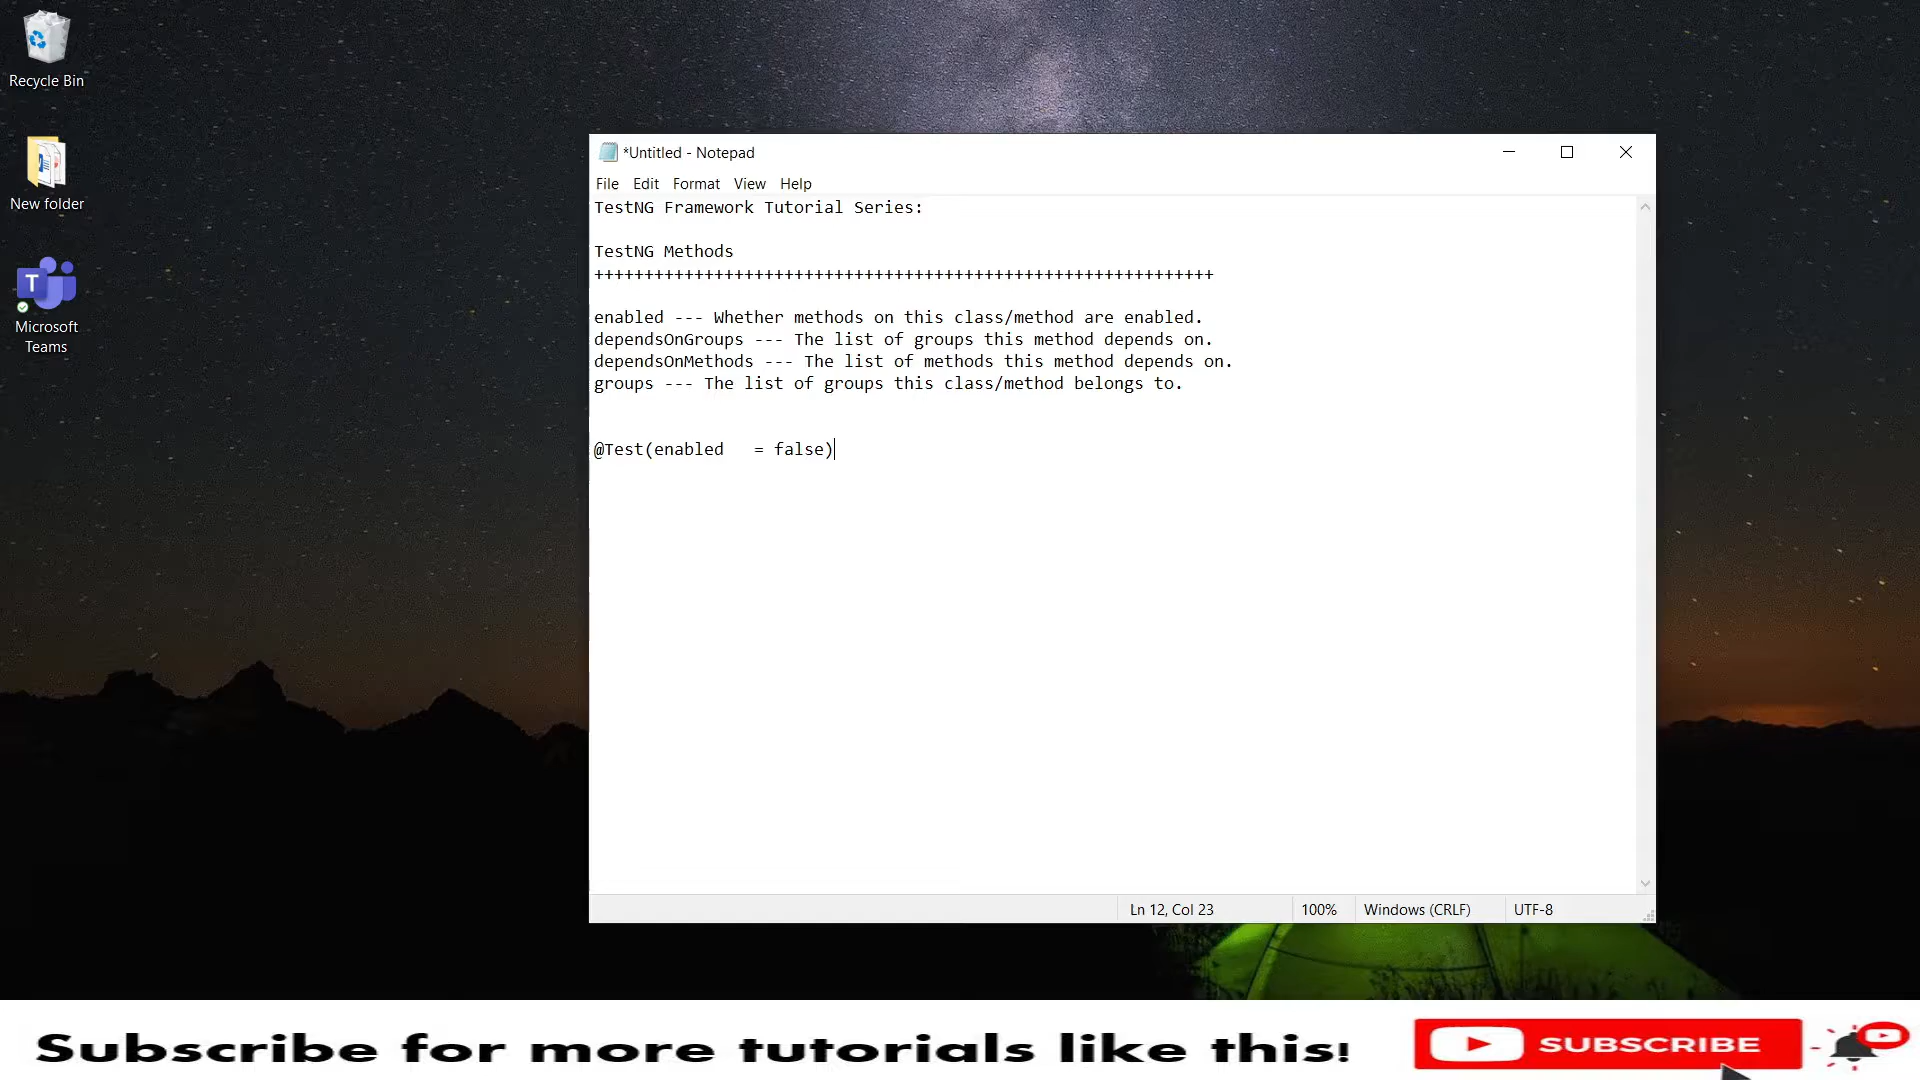 Recycle Bin
New folder
T
Microsoft
Teams
*Untitled - Notepad
File Edit Format View Help
TestNG Framework Tutorial Series:
TestNG Methods
++++++++++++++++++++++++++++++++++++++++++++++++++++++++++++++
enabled --- Whether methods on this class/method are enabled.
dependsOnGroups --- The list of groups this method depends on.
dependsOnMethods --- The list of methods this method depends on.
groups --- The list of groups this class/method belongs to.
@Test(enabled   = false)
Ln 12, Col 23 100% Windows (CRLF) UTF-8
Subscribe for more tutorials like this! SUBSCRIBE